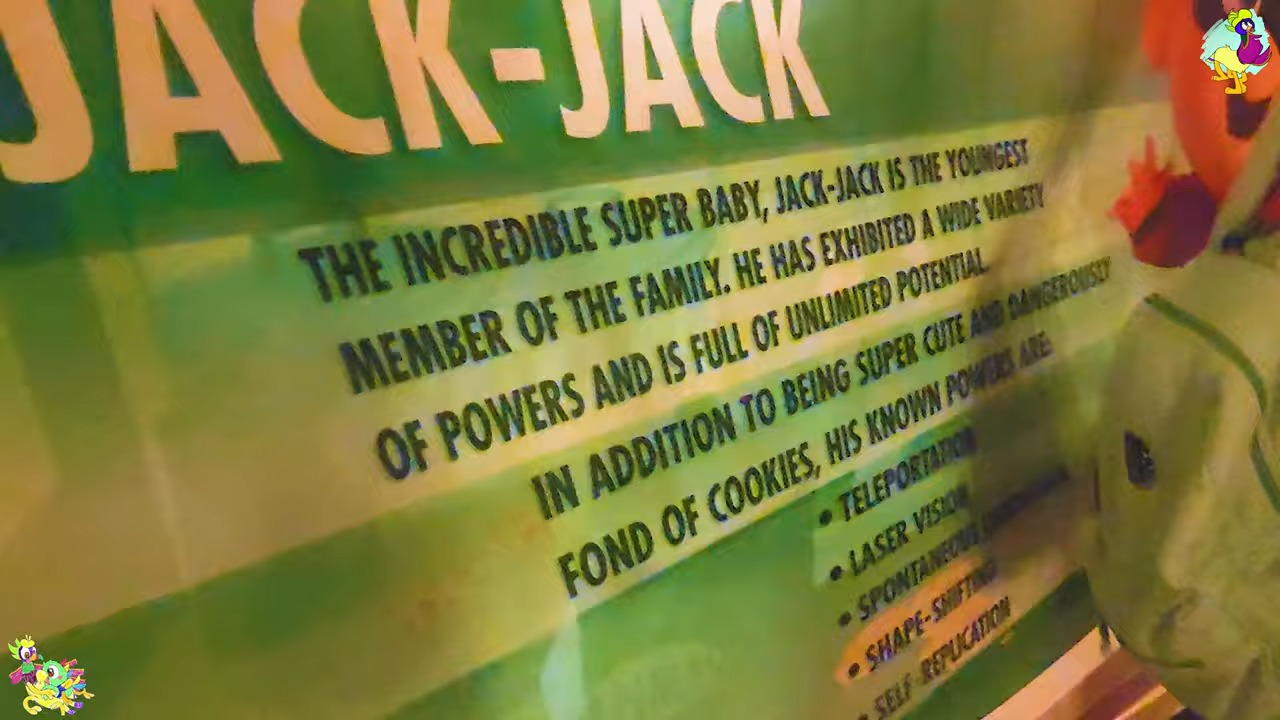 JACK-JACK
THE INCREDIBLE SUPER BABY, JACK-JACK IS THE YOUNGEST
MEMBER OF THE FAMILY. HE HAS EXHIBITED A WIDE VARIETY
OF POWERS AND IS FULL OF UNLIMITED POTENTIAL.
IN ADDITION TO BEING SUPER CUTE AND DANGEROUSLY
FOND OF COOKIES, HIS KNOWN POWERS ARE:
• TELEPORTATION
• LASER VISION
• SPONTANEOUS
• SHAPE-SHIFTING
• SELF-REPLICATION